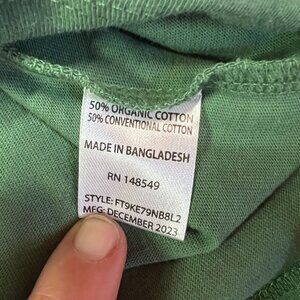 50% ORGANIC COTTON
50% CONVENTIONAL COTTON
MADE IN BANGLADESH
RN 148549
STYLE: FT9KE79NB8L2
MFG: DECEMBER 2023